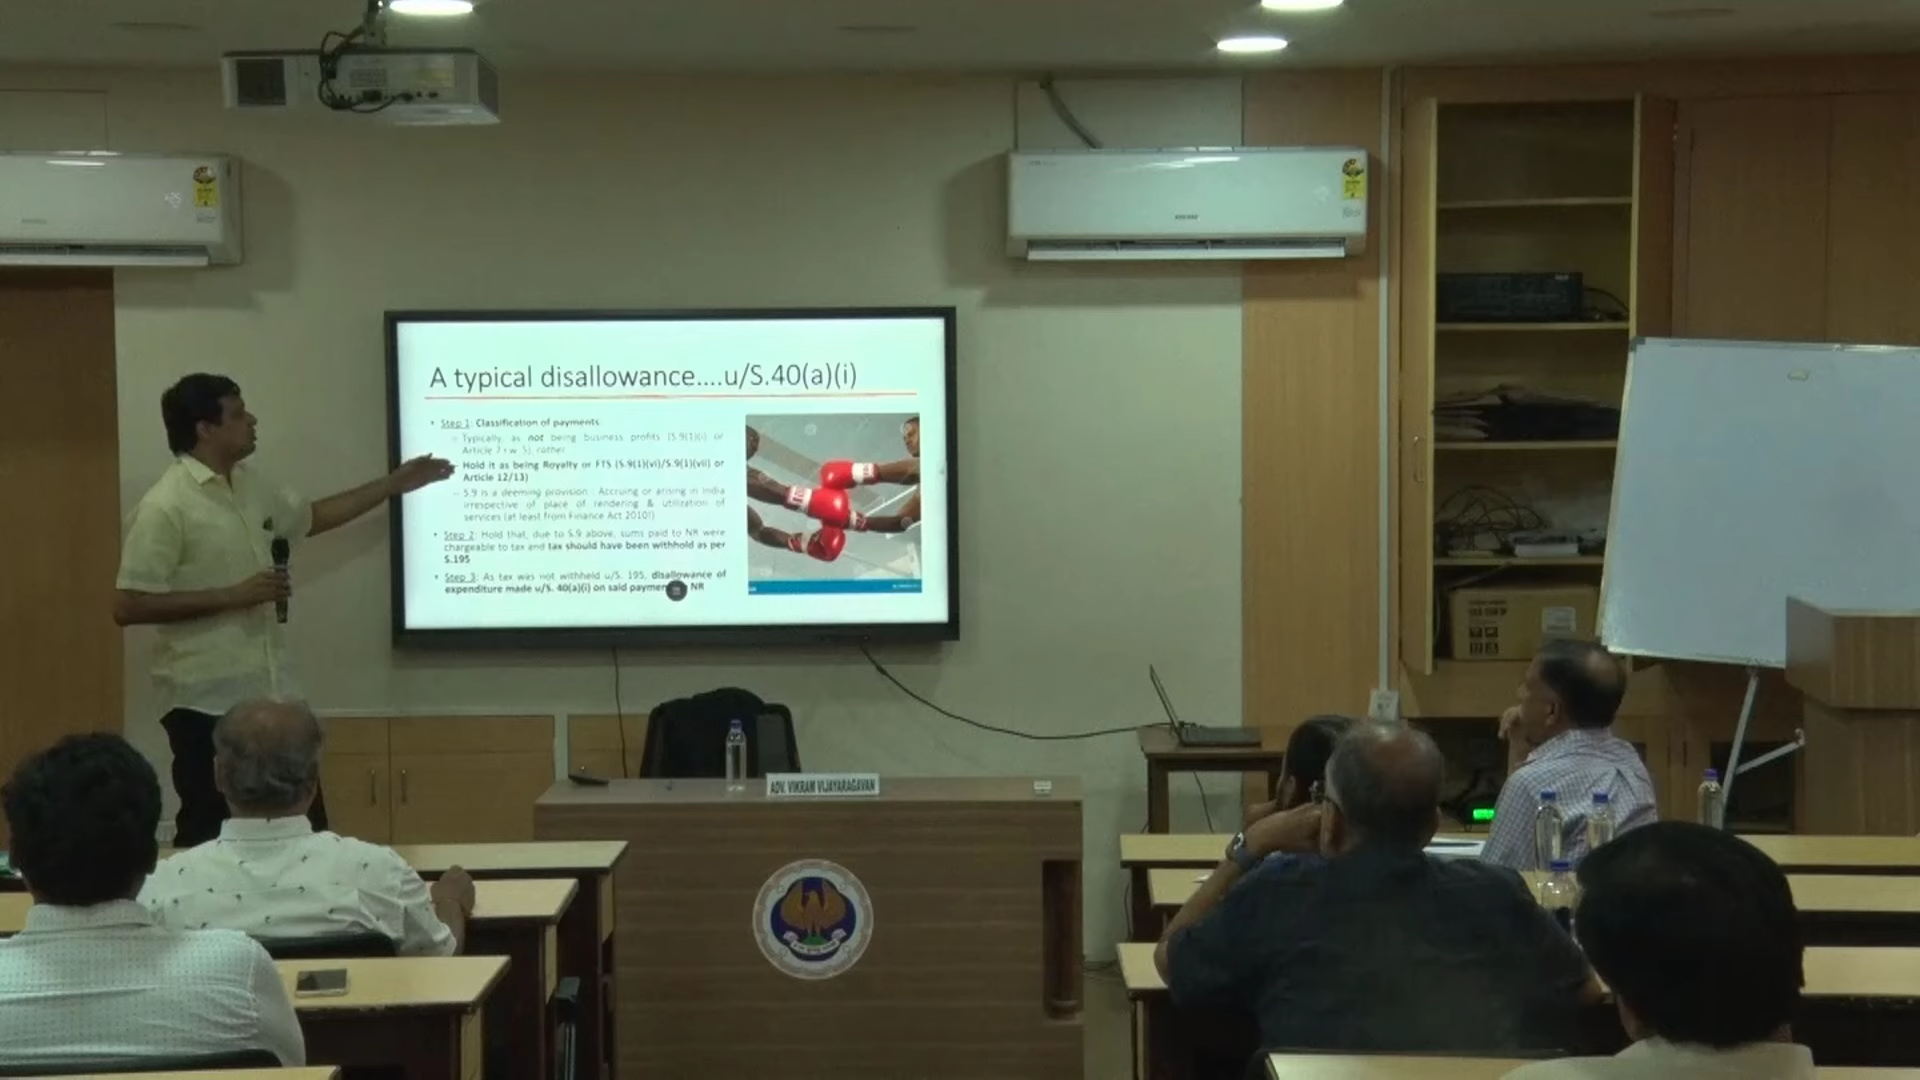 A typical disallowance....u/S.40(a)(i)
• Step 1: Classification of payments:
– Typically, as not being business profits (S.9(1)(i) or
Article 7 r.w. 5), rather
– Hold it as being Royalty or FTS (S.9(1)(vi)/S.9(1)(vii) or
Article 12/13)
– S.9 is a deeming provision: Accruing or arising in India
irrespective of place of rendering & utilization of
services (at least from Finance Act 2010!)
• Step 2: Hold that, due to S.9 above, sums paid to NR were
chargeable to tax and tax should have been withhold as per
S.195
• Step 3: As tax was not withheld u/S. 195, disallowance of
expenditure made u/S. 40(a)(i) on said NR
ADV. VIKRAM VIJAYARAGAVAN